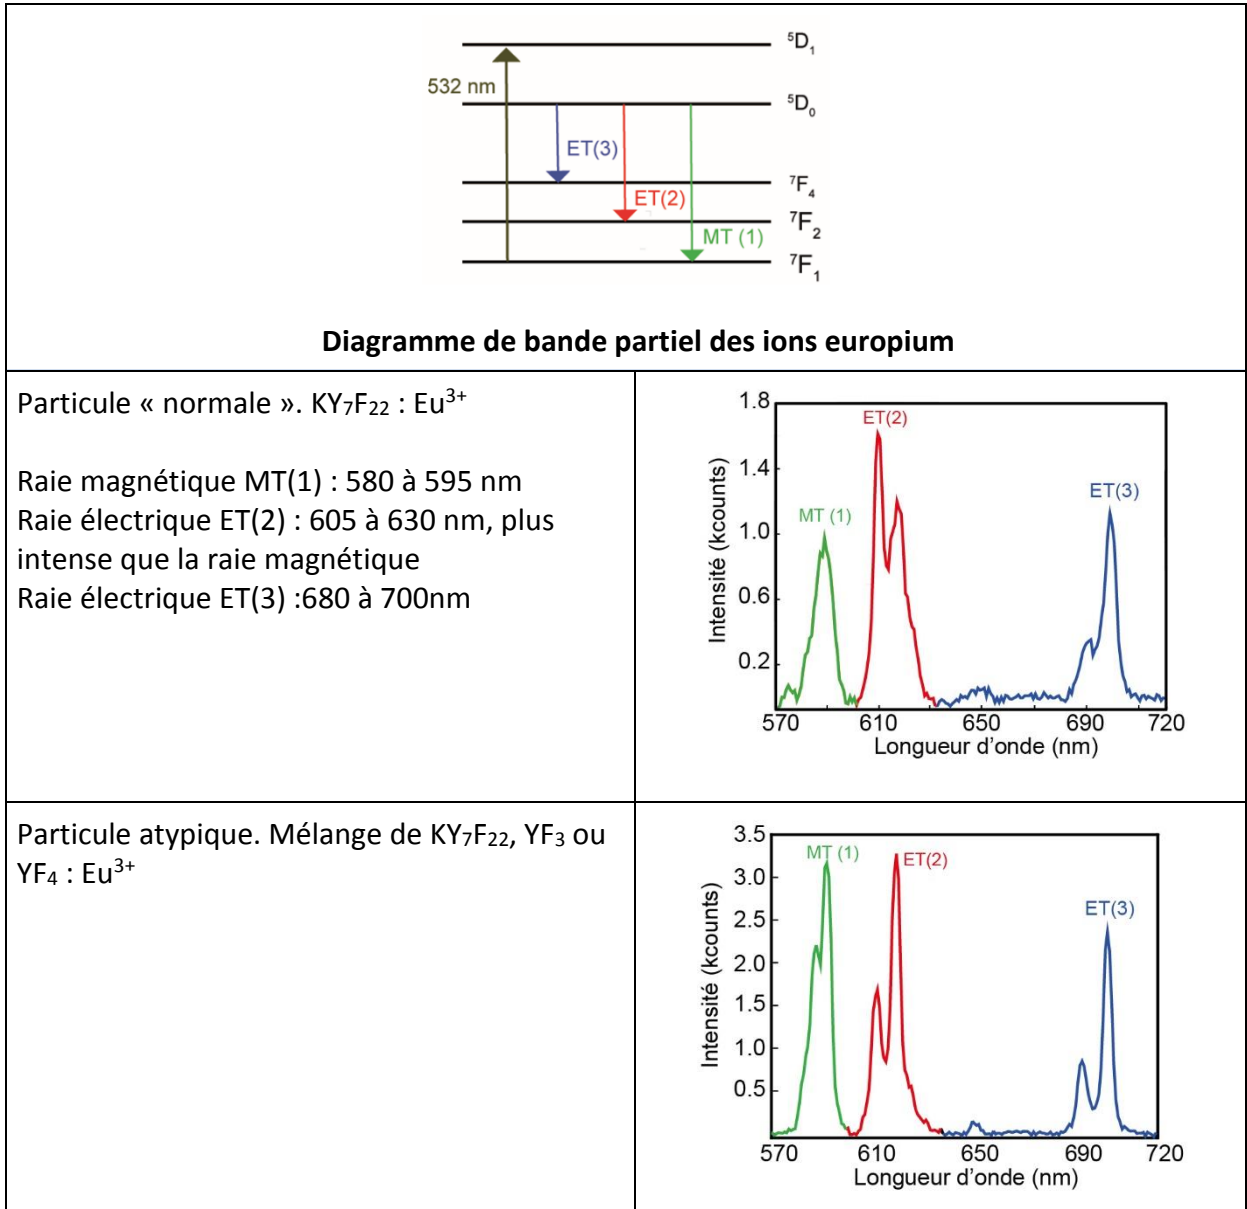 ⁵D₁
532 nm
⁵D₀
ET(3)
⁷F₄
ET(2)
⁷F₂
MT (1)
⁷F₁
Diagramme de bande partiel des ions europium
Particule « normale ». KY₇F₂₂ : Eu³⁺
Raie magnétique MT(1) : 580 à 595 nm
Raie électrique ET(2) : 605 à 630 nm, plus
intense que la raie magnétique
Raie électrique ET(3) :680 à 700nm
1.8
ET(2)
1.4
ET(3)
MT (1)
1.0
0.6
0.2
Intensité (kcounts)
570 610 650 690 720
Longueur d'onde (nm)
Particule atypique. Mélange de KY₇F₂₂, YF₃ ou
YF₄ : Eu³⁺
3.5
MT (1) ET(2)
3.0
ET(3)
2.5
2.0
1.5
1.0
0.5
Intensité (kcounts)
570 610 650 690 720
Longueur d'onde (nm)